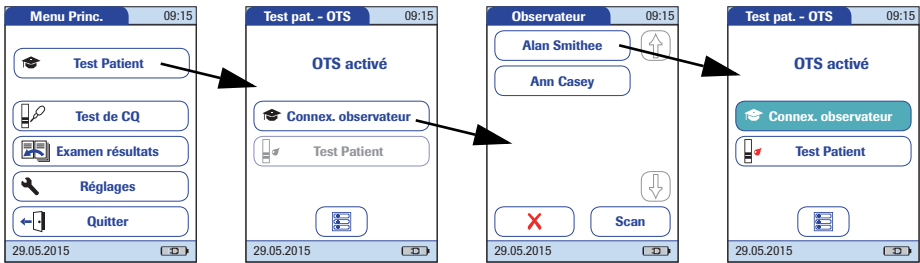 Menu Princ. 09:15
Test Patient
Test de CQ
Examen résultats
Réglages
Quitter
29.05.2015
Test pat. - OTS 09:15
OTS activé
Connex. observateur
Test Patient
29.05.2015
Observateur 09:15
Alan Smithee
Ann Casey
Scan
29.05.2015
Test pat. - OTS 09:15
OTS activé
Connex. observateur
Test Patient
29.05.2015